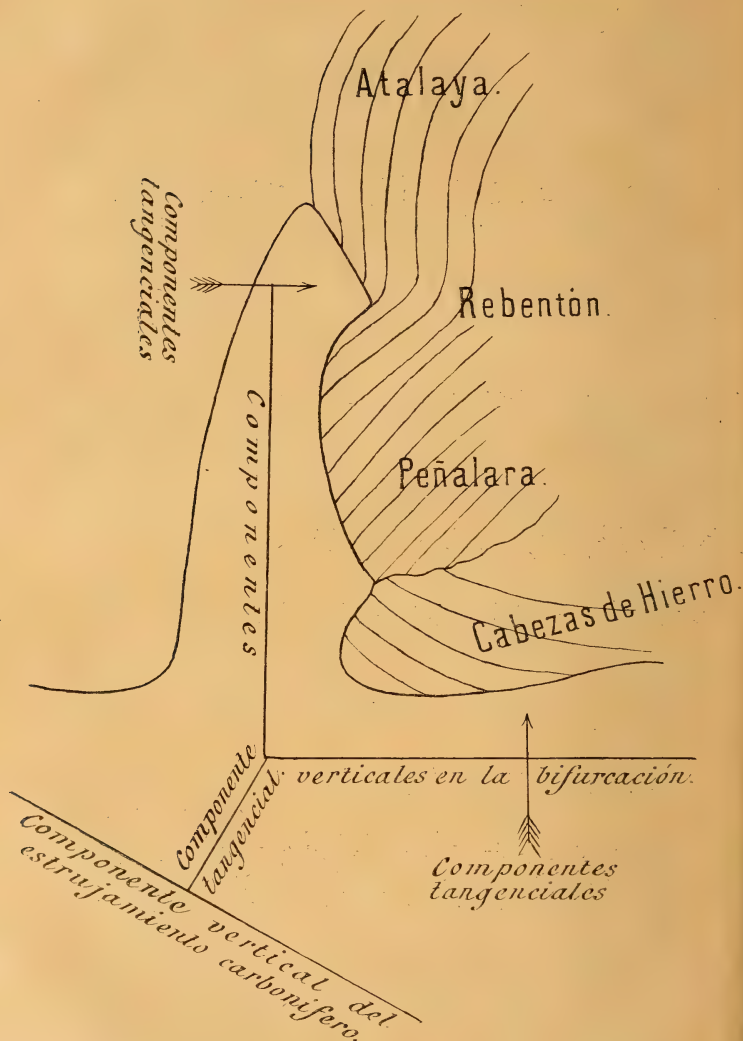 Atalaya.
Componentes
tangenciales
Rebentón.
Componentes
Peñalara.
Cabezas de Hierro.
Componente
tangencial.
verticales en la bifurcación.
Componentes
tangenciales
Componente vertical del
estrujamiento carbonífero.